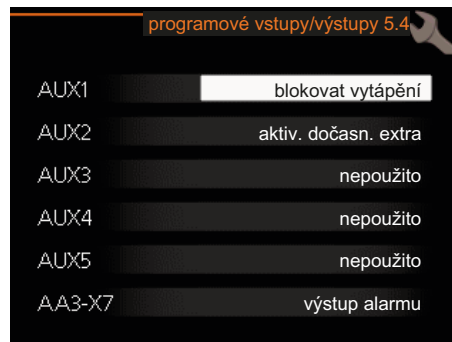 programové vstupy/výstupy 5.4
AUX1 blokovat vytápění
AUX2 aktiv. dočasn. extra
AUX3 nepoužito
AUX4 nepoužito
AUX5 nepoužito
AA3-X7 výstup alarmu